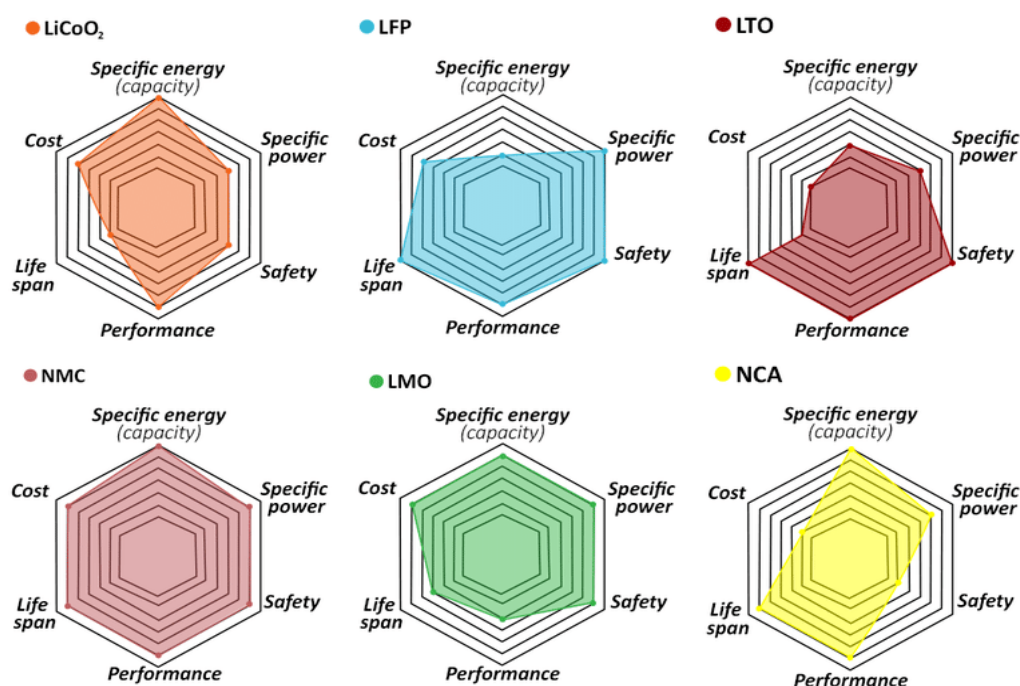 LiCoO₂
Specific energy
(capacity)
Cost
Specific
power
Life
span
Safety
Performance
LFP
Specific energy
(capacity)
Cost
Specific
power
Life
span
Safety
Performance
LTO
Specific energy
(capacity)
Cost
Specific
power
Life
span
Safety
Performance
NMC
Specific energy
(capacity)
Cost
Specific
power
Life
span
Safety
Performance
LMO
Specific energy
(capacity)
Cost
Specific
power
Life
span
Safety
Performance
NCA
Specific energy
(capacity)
Cost
Specific
power
Life
span
Safety
Performance